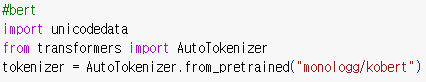 #bert
import unicodedata
from transformers import AutoTokenizer
tokenizer = AutoTokenizer.from_pretrained("monologg/kobert")